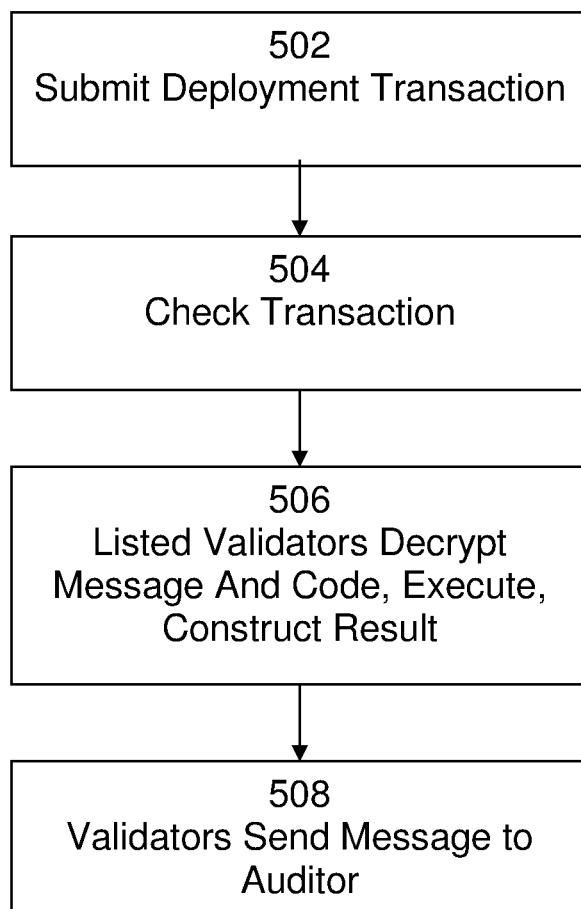 502
Submit Deployment Transaction
504
Check Transaction
506
Listed Validators Decrypt
Message And Code, Execute,
Construct Result
508
Validators Send Message to
Auditor